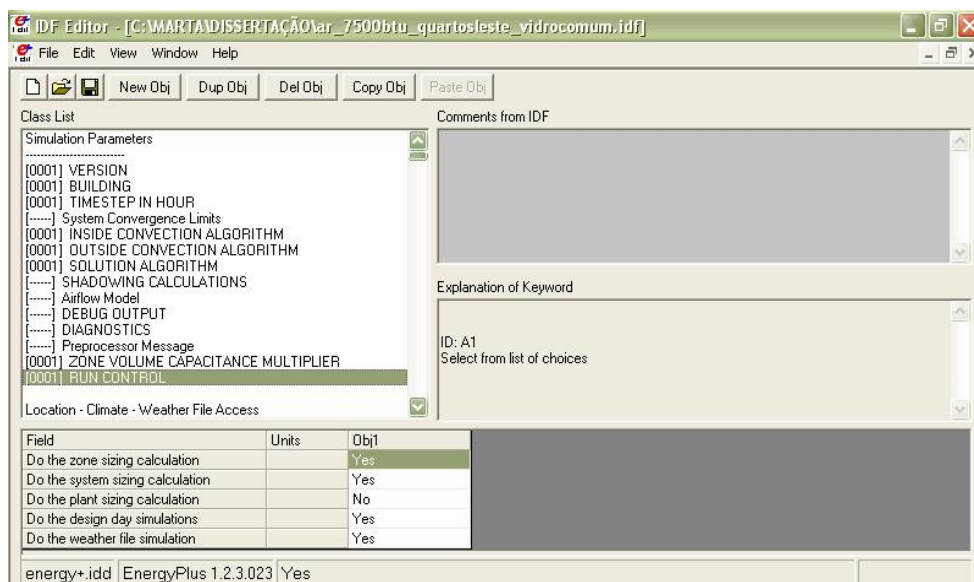 IDF Editor - [C:\MARTA\DISSERTAÇÃO\ar_7500btu_quartosleste_vidrocomum.idf]
File Edit View Window Help
New Obj Dup Obj Del Obj Copy Obj Paste Obj
Class List
Comments from IDF
Simulation Parameters
--------------------------
[0001] VERSION
[0001] BUILDING
[0001] TIMESTEP IN HOUR
[------] System Convergence Limits
[0001] INSIDE CONVECTION ALGORITHM
[0001] OUTSIDE CONVECTION ALGORITHM
[0001] SOLUTION ALGORITHM
[------] SHADOWING CALCULATIONS
[------] Airflow Model
[------] DEBUG OUTPUT
[------] DIAGNOSTICS
[------] Preprocessor Message
[0001] ZONE VOLUME CAPACITANCE MULTIPLIER
[0001] RUN CONTROL
Location - Climate - Weather File Access
Explanation of Keyword
ID: A1
Select from list of choices
Field Units Obj1
Do the zone sizing calculation Yes
Do the system sizing calculation Yes
Do the plant sizing calculation No
Do the design day simulations Yes
Do the weather file simulation Yes
energy+.idd EnergyPlus 1.2.3.023 Yes